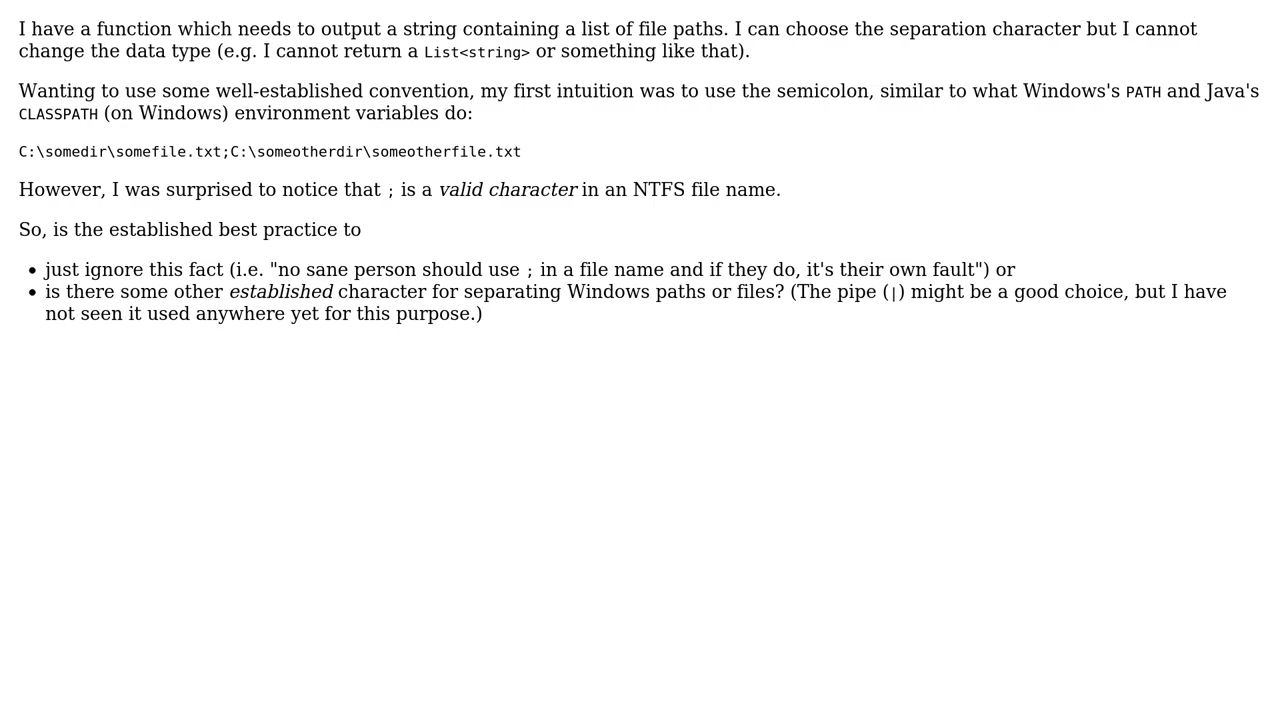 I have a function which needs to output a string containing a list of file paths. I can choose the separation character but I cannot
change the data type (e.g. I cannot return a List<string> or something like that).
Wanting to use some well-established convention, my first intuition was to use the semicolon, similar to what Windows's PATH and Java's
CLASSPATH (on Windows) environment variables do:
C:\somedir\somefile.txt;C:\someotherdir\someotherfile.txt
However, I was surprised to notice that ; is a valid character in an NTFS file name.
So, is the established best practice to
• just ignore this fact (i.e. "no sane person should use ; in a file name and if they do, it's their own fault") or
• is there some other established character for separating Windows paths or files? (The pipe (|) might be a good choice, but I have
not seen it used anywhere yet for this purpose.)